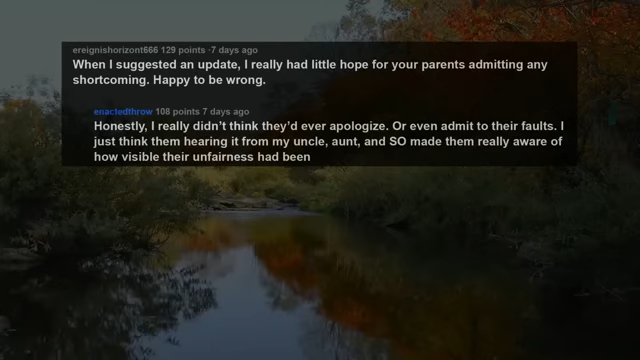 ereignishorizont666 129 points ·7 days ago
When I suggested an update, I really had little hope for your parents admitting any
shortcoming. Happy to be wrong.
enactedthrow 108 points 7 days ago
Honestly, I really didn't think they'd ever apologize. Or even admit to their faults. I
just think them hearing it from my uncle, aunt, and SO made them really aware of
how visible their unfairness had been